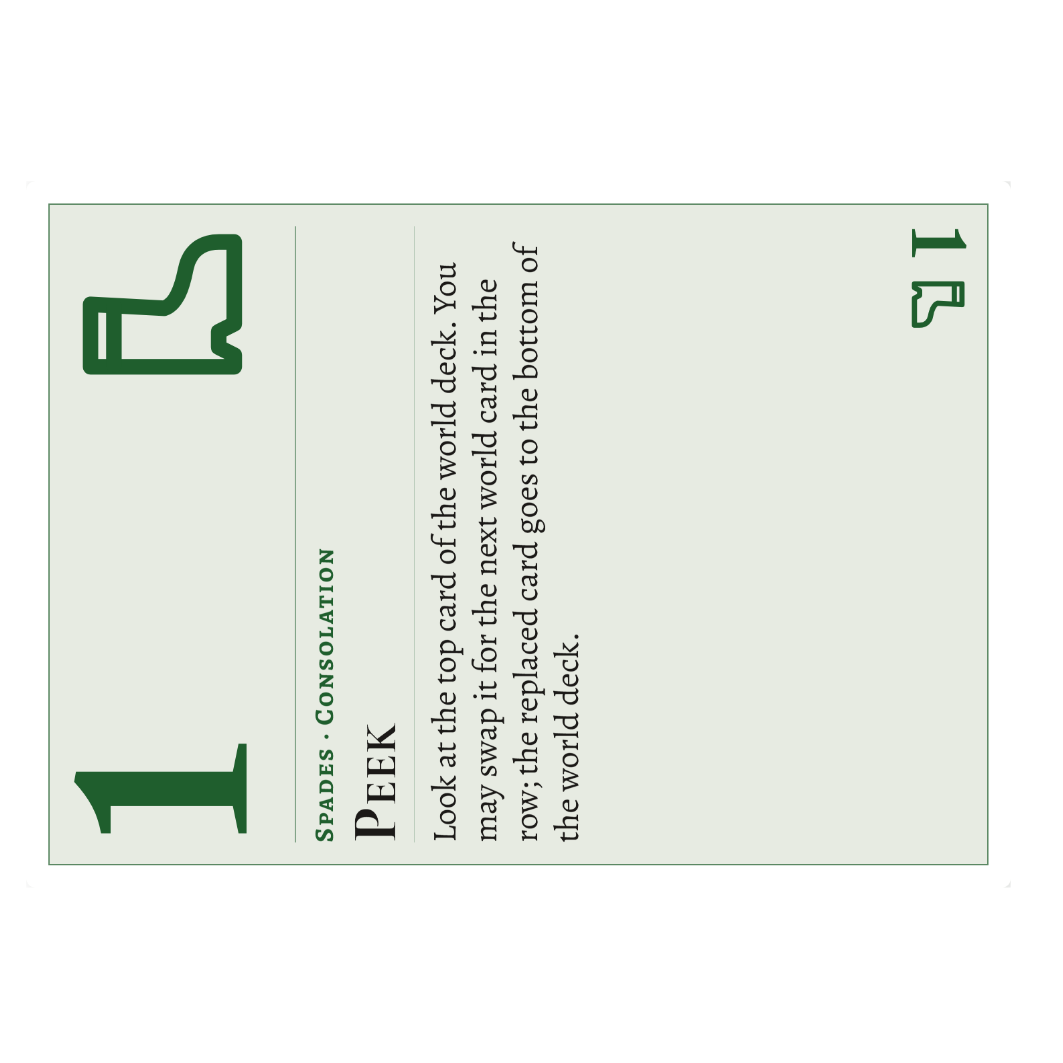 1
Spades · Consolation
Peek
Look at the top card of the world deck. You
may swap it for the next world card in the
row; the replaced card goes to the bottom of
the world deck.
1